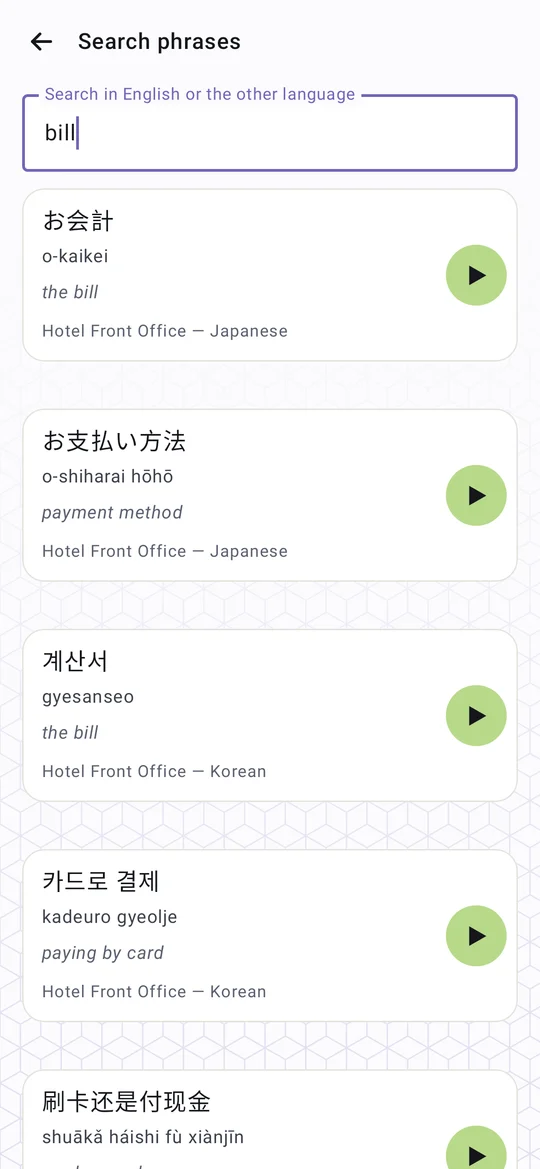 Search phrases
Search in English or the other language
bill
お会計
o-kaikei
the bill
Hotel Front Office — Japanese
お支払い方法
o-shiharai hōhō
payment method
Hotel Front Office — Japanese
계산서
gyesanseo
the bill
Hotel Front Office — Korean
카드로 결제
kadeuro gyeolje
paying by card
Hotel Front Office — Korean
刷卡还是付现金
shuākǎ háishi fù xiànjīn